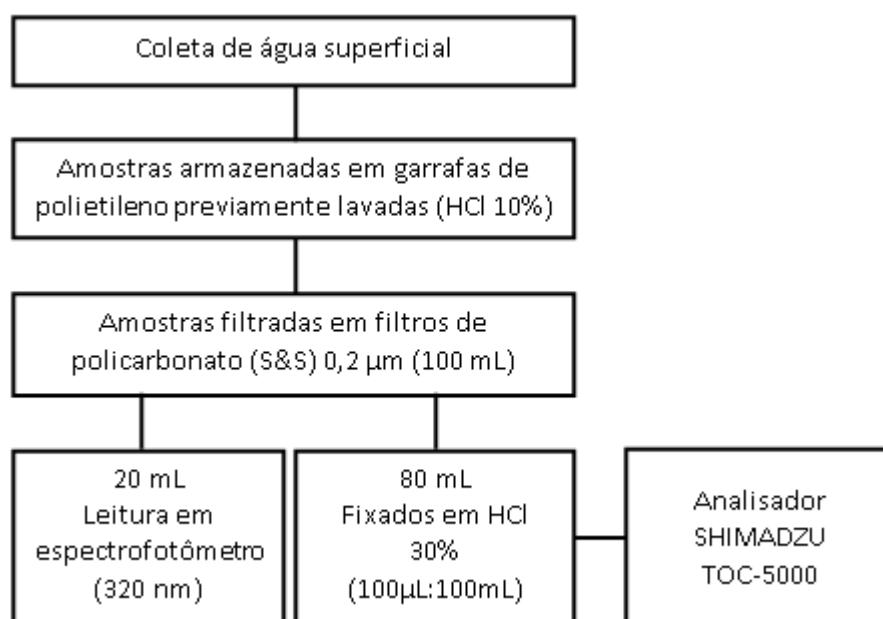 Coleta de água superficial
Amostras armazenadas em garrafas de
polietileno previamente lavadas (HCl 10%)
Amostras filtradas em filtros de
policarbonato (S&S) 0,2 µm (100 mL)
20 mL
Leitura em
espectrofotômetro
(320 nm)
80 mL
Fixados em HCl
30%
(100µL:100mL)
Analisador
SHIMADZU
TOC-5000